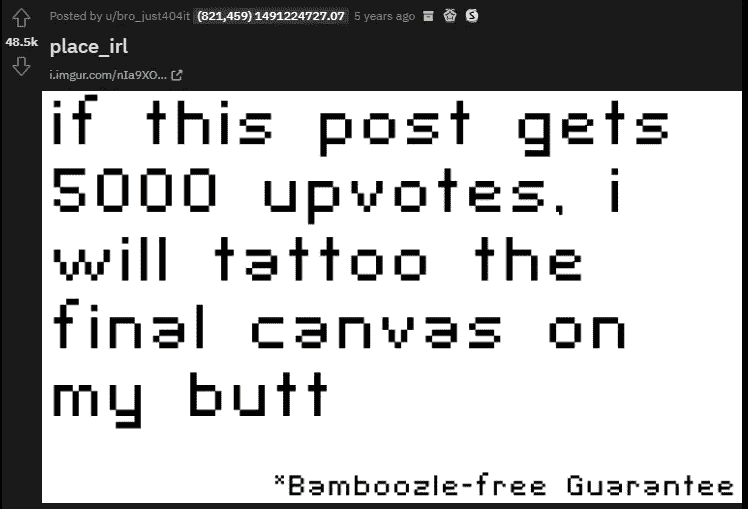 Posted by u/bro_just404it (821,459) 1491224727.07 5 years ago
48.5k
place_irl
i.imgur.com/nIa9XO...
if this post gets
5000 upvotes, i
will tattoo the
final canvas on
my butt
*Bamboozle-free Guarantee